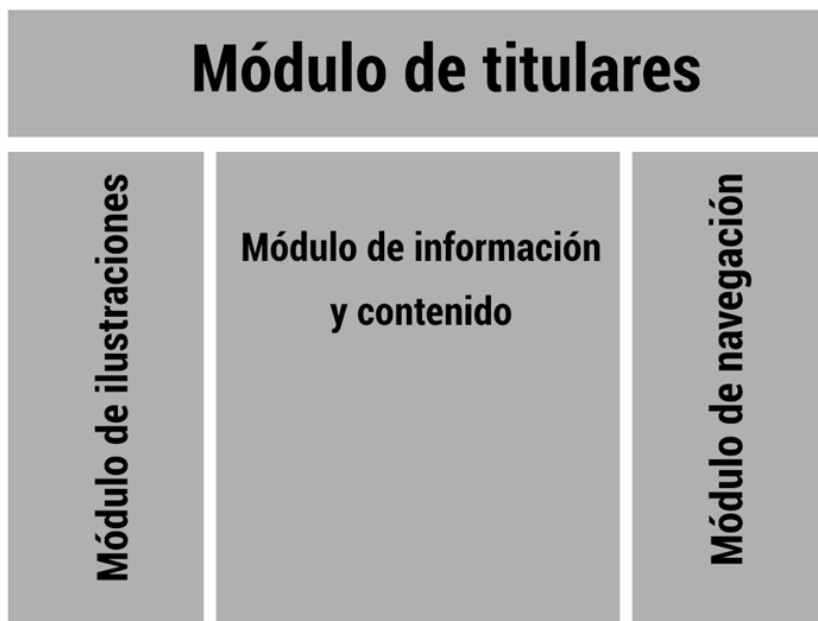 Módulo de titulares
Módulo de ilustraciones
Módulo de información
y contenido
Módulo de navegación